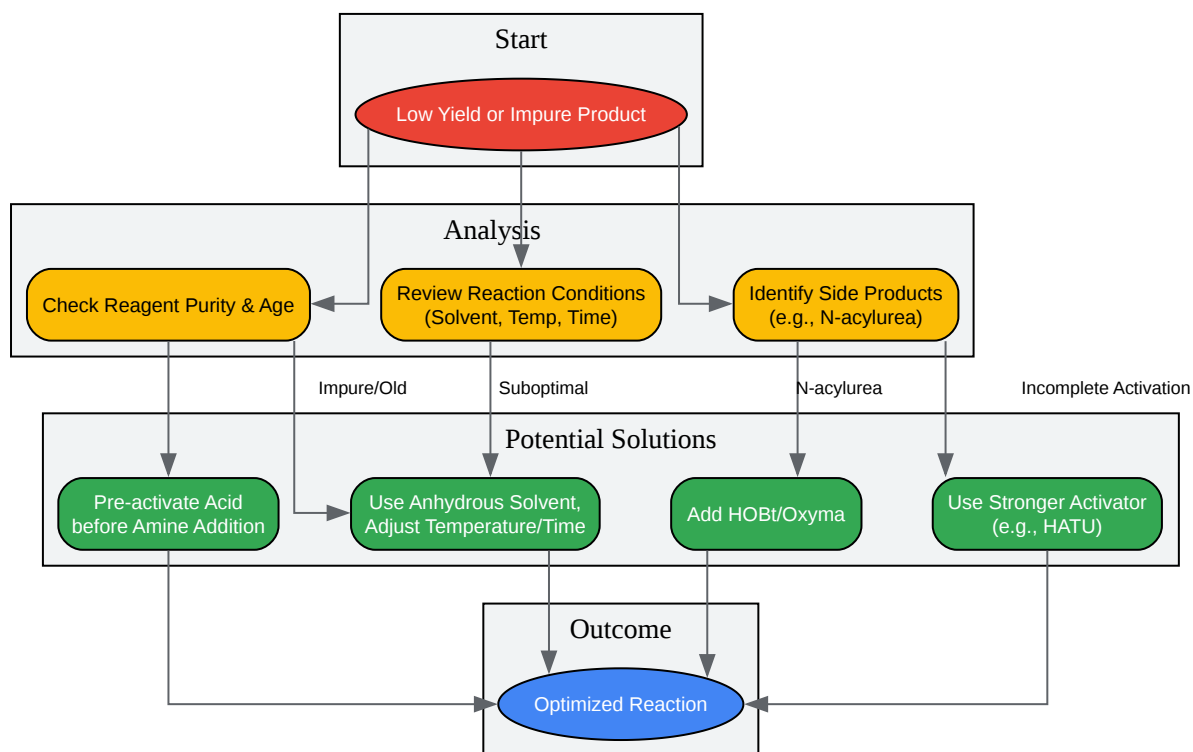 Start
Low Yield or Impure Product
Analysis
Check Reagent Purity & Age
Review Reaction Conditions
(Solvent, Temp, Time)
Identify Side Products
(e.g., N-acylurea)
Impure/Old
Suboptimal
N-acylurea
Incomplete Activation
Potential Solutions
Pre-activate Acid
before Amine Addition
Use Anhydrous Solvent,
Adjust Temperature/Time
Add HOBt/Oxyma
Use Stronger Activator
(e.g., HATU)
Outcome
Optimized Reaction